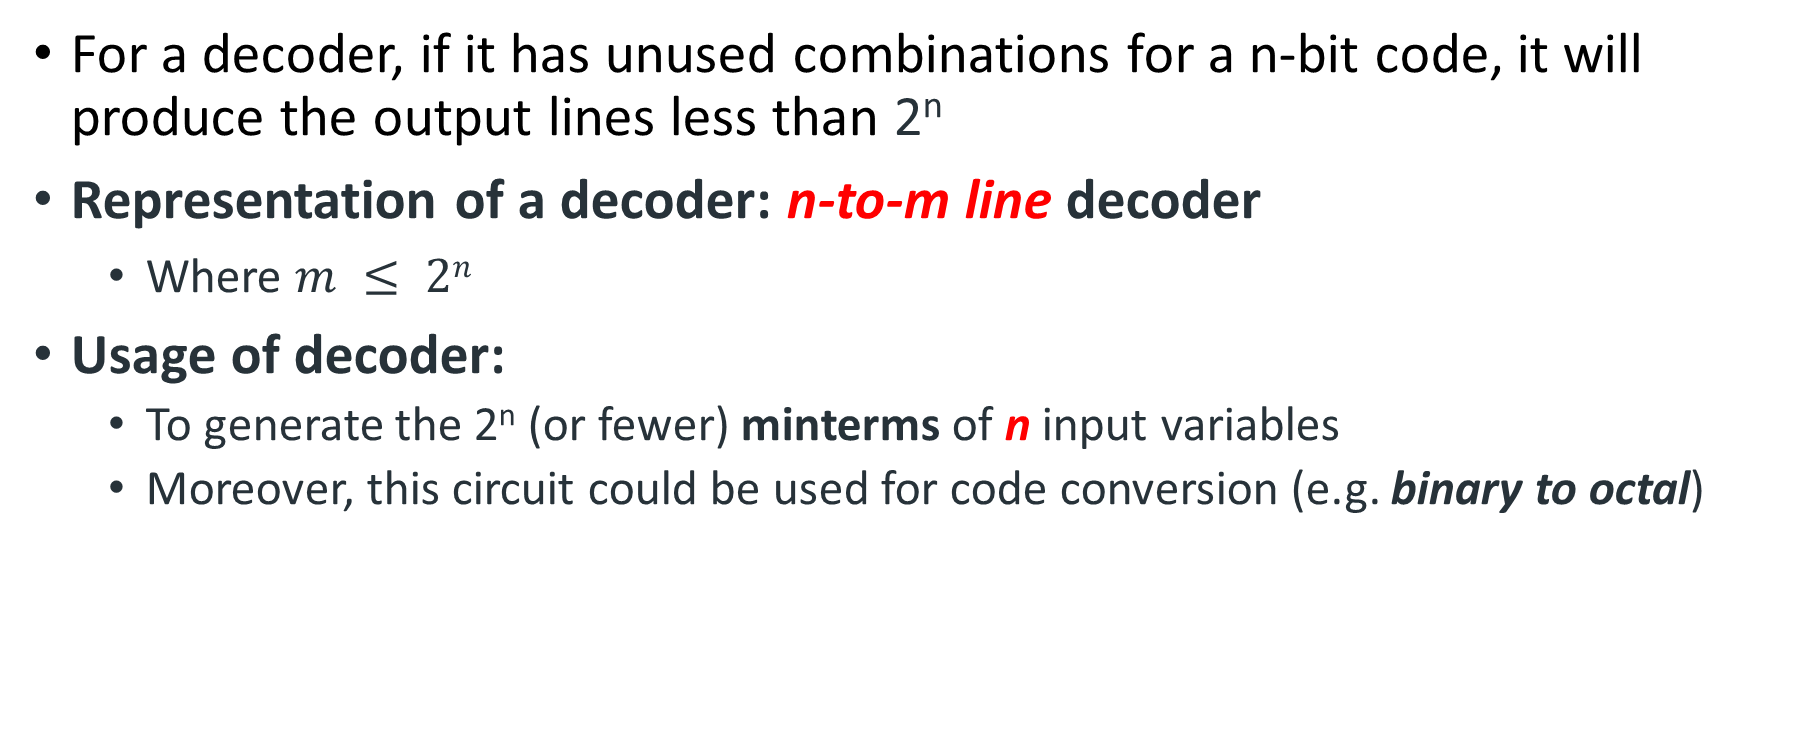 • For a decoder, if it has unused combinations for a n-bit code, it will
produce the output lines less than 2ⁿ
• Representation of a decoder: n-to-m line decoder
• Where 𝑚 ≤ 2ⁿ
• Usage of decoder:
• To generate the 2ⁿ (or fewer) minterms of n input variables
• Moreover, this circuit could be used for code conversion (e.g. binary to octal)